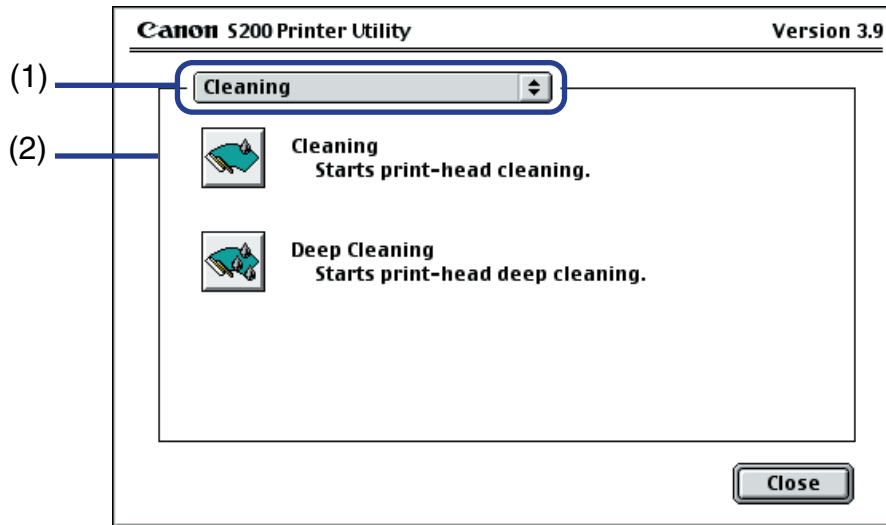 Canon S200 Printer Utility Version 3.9
(1) Cleaning
(2)
Cleaning
Starts print-head cleaning.
Deep Cleaning
Starts print-head deep cleaning.
Close